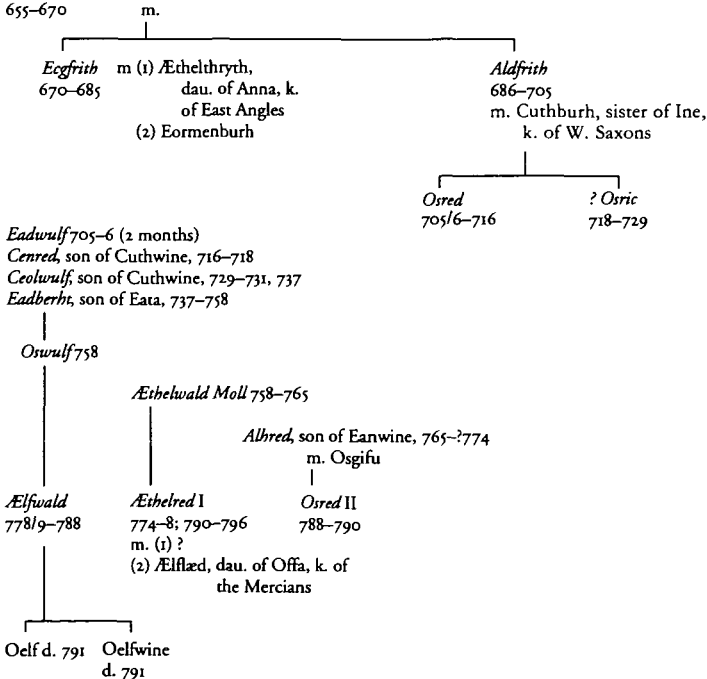 655–670 m.
Ecgfrith m (1) Æthelthryth,
670–685 dau. of Anna, k.
of East Angles
(2) Eormenburh
Aldfrith
686–705
m. Cuthburh, sister of Ine,
k. of W. Saxons
Osred
705/6–716
? Osric
718–729
Eadwulf 705–6 (2 months)
Cenred, son of Cuthwine, 716–718
Ceolwulf, son of Cuthwine, 729–731, 737
Eadberht, son of Eata, 737–758
Oswulf 758
Æthelwald Moll 758–765
Alhred, son of Eanwine, 765–?774
m. Osgifu
Ælfwald
778/9–788
Æthelred I
774–8; 790–796
m. (1) ?
(2) Ælflæd, dau. of Offa, k. of
the Mercians
Osred II
788–790
Oelf d. 791
Oelfwine
d. 791